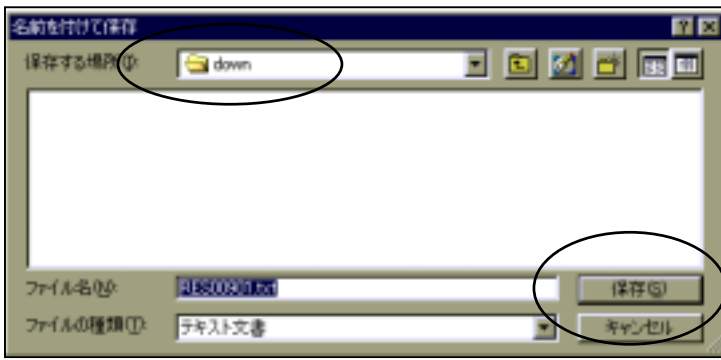 名前を付けて保存
保存する場所(I): down
ファイル名(N): RES00901.txt
保存(S)
ファイルの種類(T): テキスト文書
キャンセル